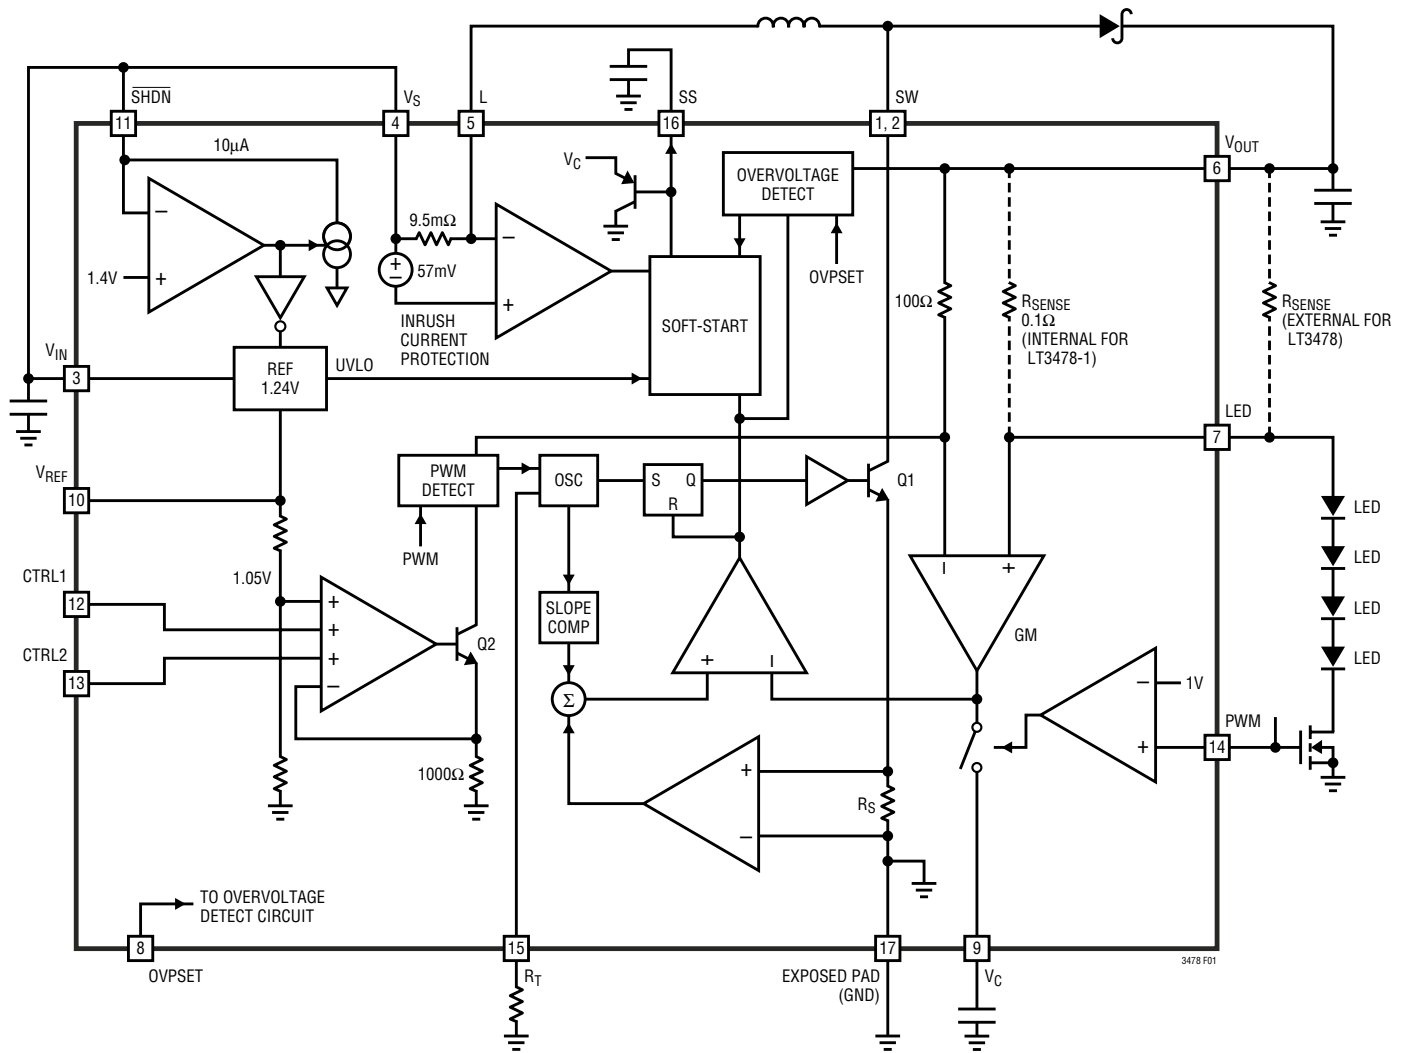 SHDN
VS
L
SS
SW
11
4
5
16
1, 2
VOUT
10µA
VC
OVERVOLTAGE
DETECT
6
9.5mΩ
–
–
+
–
57mV
1.4V
+
+
OVPSET
100Ω
RSENSE
0.1Ω
(INTERNAL FOR
LT3478-1)
RSENSE
(EXTERNAL FOR
LT3478)
INRUSH
CURRENT
PROTECTION
SOFT-START
VIN
3
REF
1.24V
UVLO
LED
7
VREF
10
PWM
DETECT
OSC
S Q
R
Q1
LED
PWM
LED
1.05V
CTRL1
12
+
+
+
–
Q2
SLOPE
COMP
– +
GM
LED
CTRL2
13
LED
+ –
Σ
–
1V
+
PWM
14
1000Ω
+
–
RS
TO OVERVOLTAGE
DETECT CIRCUIT
8
15
17
9
3478 F01
OVPSET
RT
EXPOSED PAD
(GND)
VC